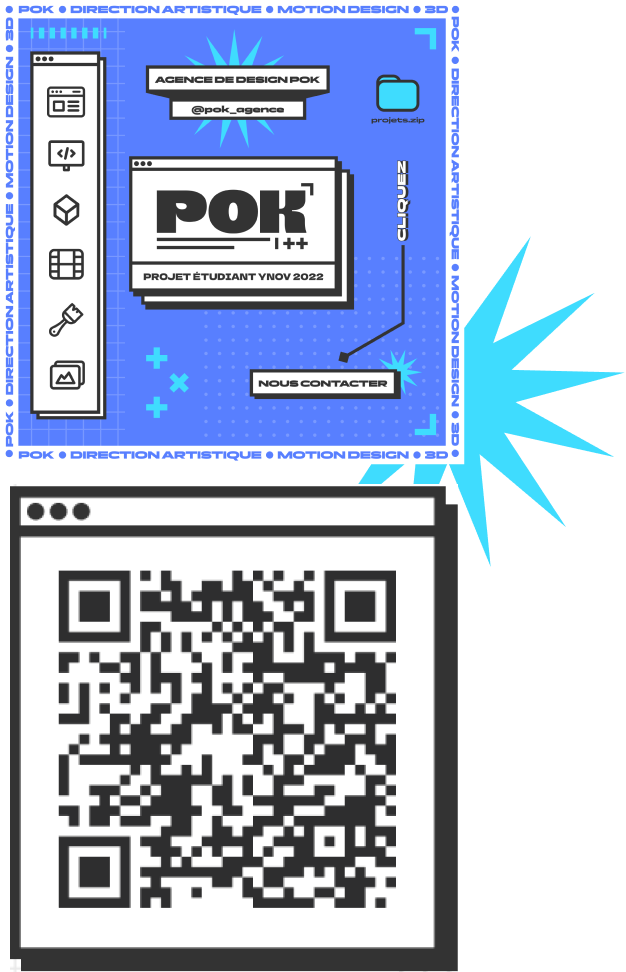 POK ● DIRECTION ARTISTIQUE ● MOTION DESIGN ● 3D ●
POK ● DIRECTION ARTISTIQUE ● MOTION DESIGN ● 3D ●
POK ● DIRECTION ARTISTIQUE ● MOTION DESIGN ● 3D
AGENCE DE DESIGN POK
@pok_agence
projets.zip
CLIQUEZ
POK
I ++
PROJET ÉTUDIANT YNOV 2022
NOUS CONTACTER
POK ● DIRECTION ARTISTIQUE ● MOTION DESIGN ● 3D ●